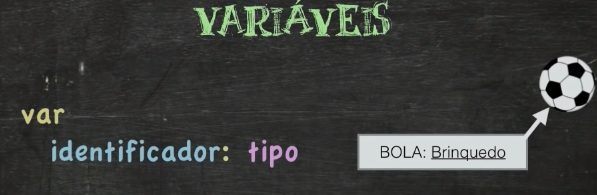 VARIÁVEIS
var
identificador: tipo
BOLA: Brinquedo